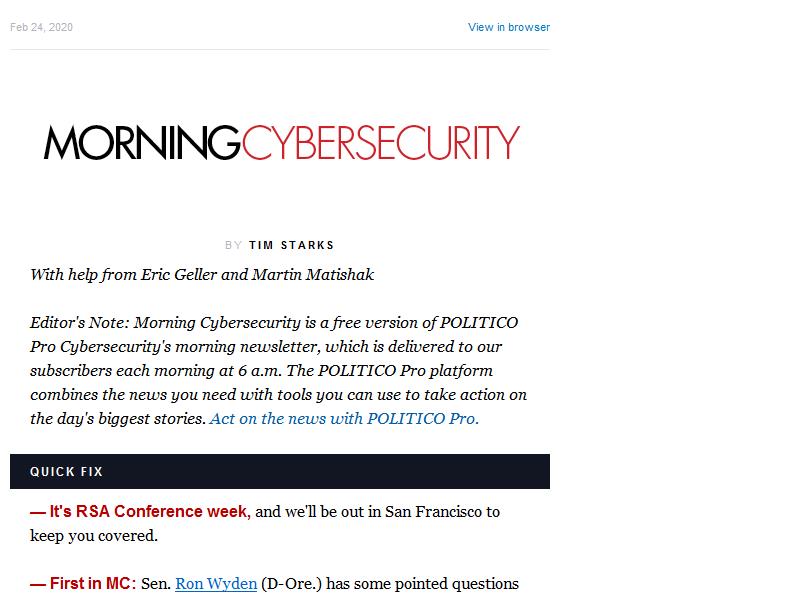 Feb 24, 2020 View in browser
MORNINGCYBERSECURITY
BY TIM STARKS
With help from Eric Geller and Martin Matishak
Editor's Note: Morning Cybersecurity is a free version of POLITICO
Pro Cybersecurity's morning newsletter, which is delivered to our
subscribers each morning at 6 a.m. The POLITICO Pro platform
combines the news you need with tools you can use to take action on
the day's biggest stories. Act on the news with POLITICO Pro.
QUICK FIX
— It's RSA Conference week, and we'll be out in San Francisco to
keep you covered.
— First in MC: Sen. Ron Wyden (D-Ore.) has some pointed questions